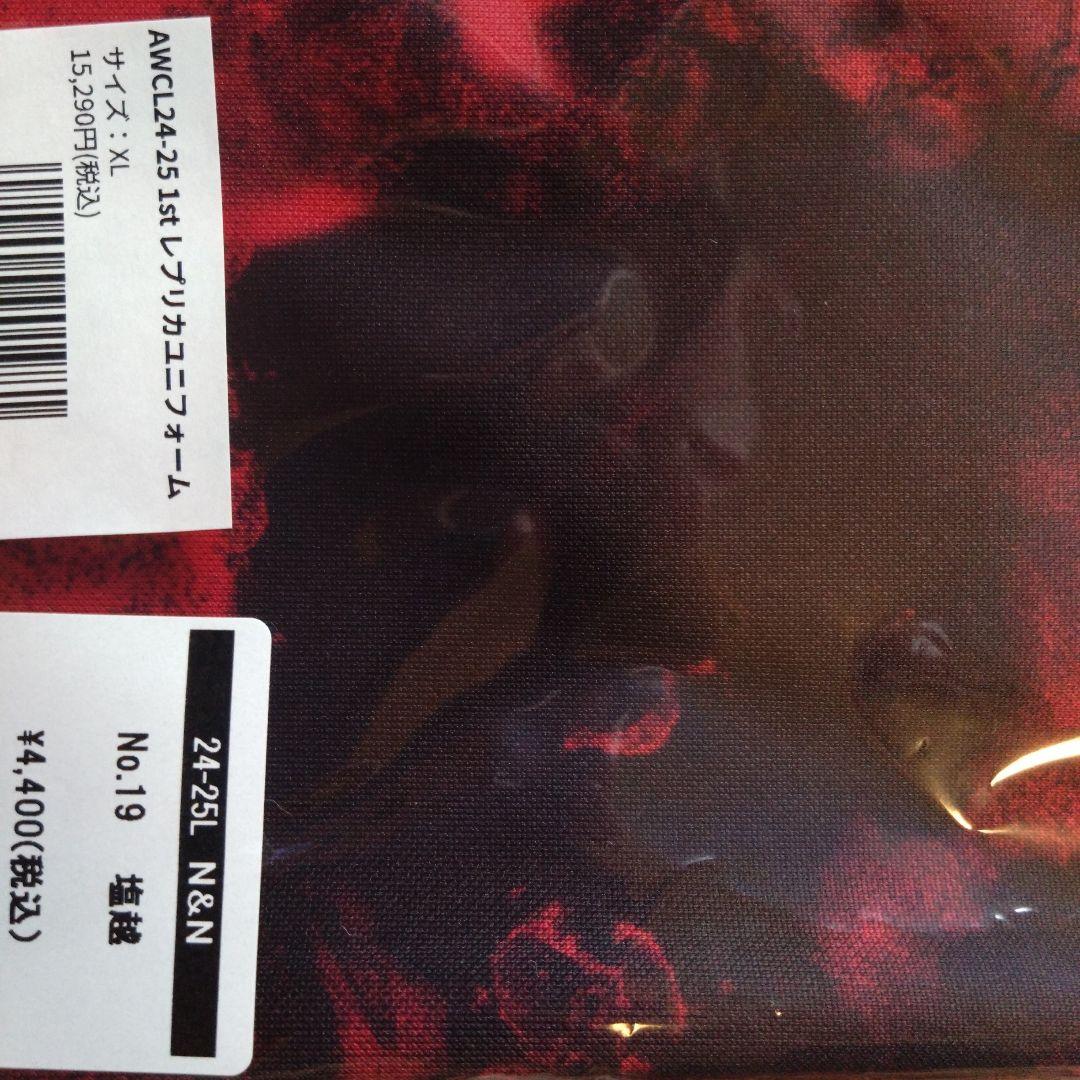 AWCL24-25 1st レプリカユニフォーム
サイズ：XL
15,290円(税込)
24-25L N&N
No.19 塩越
¥4,400(税込)